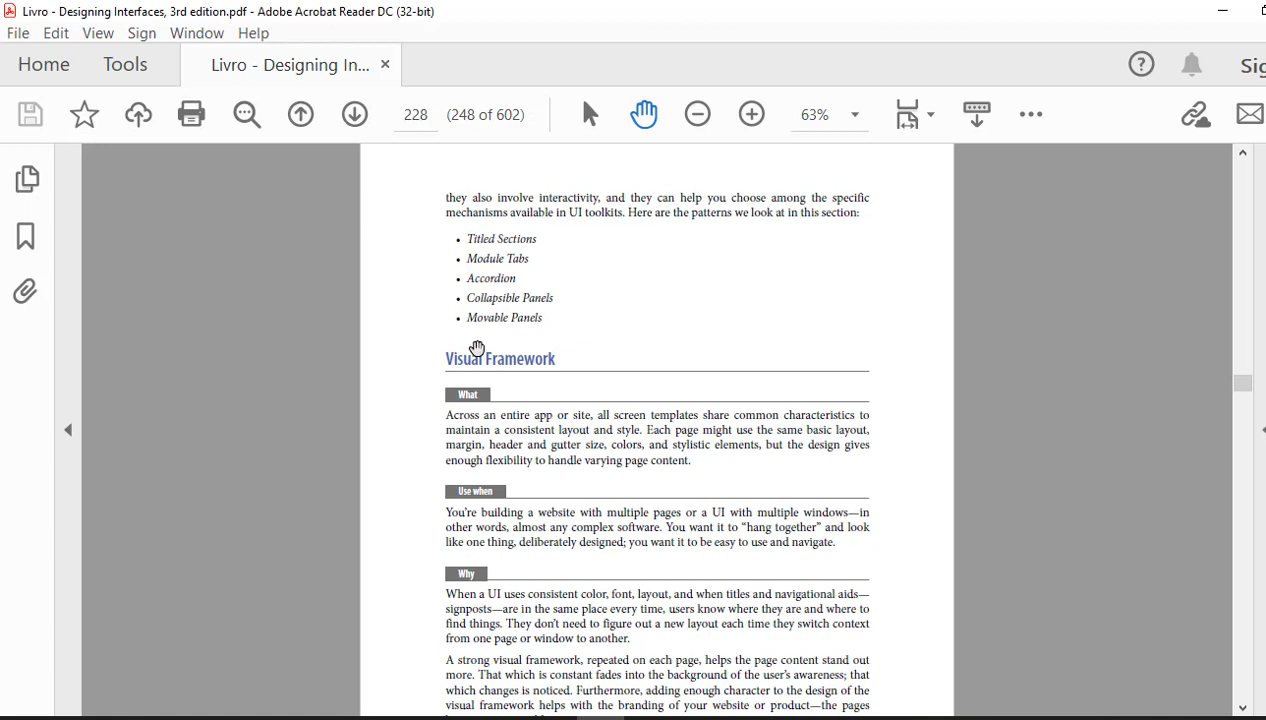 Livro - Designing Interfaces, 3rd edition.pdf - Adobe Acrobat Reader DC (32-bit)
File Edit View Sign Window Help
Home Tools Livro - Designing In... ×
Sig
228 (248 of 602) 63%
they also involve interactivity, and they can help you choose among the specific
mechanisms available in UI toolkits. Here are the patterns we look at in this section:
• Titled Sections
• Module Tabs
• Accordion
• Collapsible Panels
• Movable Panels
Visual Framework
What
Across an entire app or site, all screen templates share common characteristics to
maintain a consistent layout and style. Each page might use the same basic layout,
margin, header and gutter size, colors, and stylistic elements, but the design gives
enough flexibility to handle varying page content.
Use when
You're building a website with multiple pages or a UI with multiple windows—in
other words, almost any complex software. You want it to “hang together” and look
like one thing, deliberately designed; you want it to be easy to use and navigate.
Why
When a UI uses consistent color, font, layout, and when titles and navigational aids—
signposts—are in the same place every time, users know where they are and where to
find things. They don't need to figure out a new layout each time they switch context
from one page or window to another.
A strong visual framework, repeated on each page, helps the page content stand out
more. That which is constant fades into the background of the user's awareness; that
which changes is noticed. Furthermore, adding enough character to the design of the
visual framework helps with the branding of your website or product—the pages